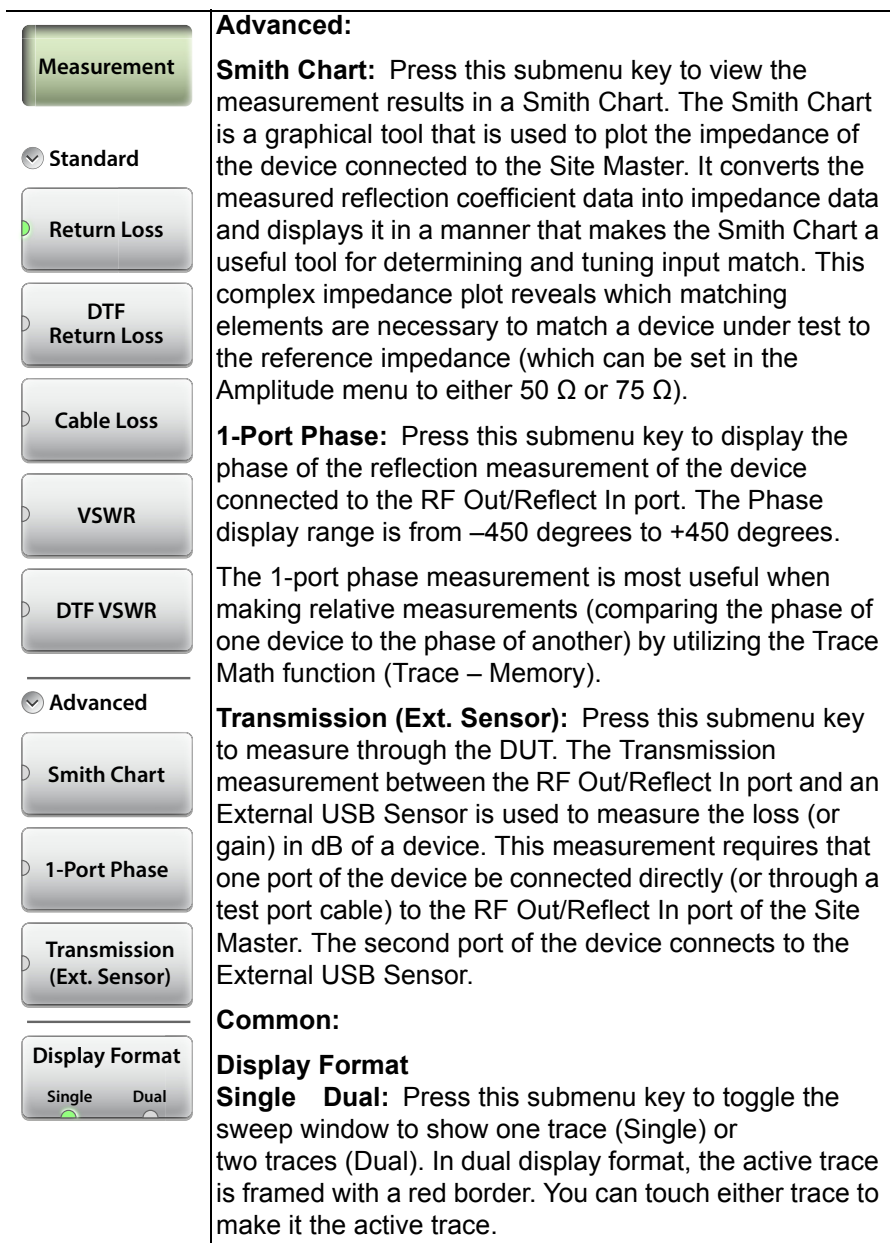 Measurement
Standard
Return Loss
DTF
Return Loss
Cable Loss
VSWR
DTF VSWR
Advanced
Smith Chart
1-Port Phase
Transmission
(Ext. Sensor)
Display Format
Single Dual
Advanced:
Smith Chart: Press this submenu key to view the
measurement results in a Smith Chart. The Smith Chart
is a graphical tool that is used to plot the impedance of
the device connected to the Site Master. It converts the
measured reflection coefficient data into impedance data
and displays it in a manner that makes the Smith Chart a
useful tool for determining and tuning input match. This
complex impedance plot reveals which matching
elements are necessary to match a device under test to
the reference impedance (which can be set in the
Amplitude menu to either 50 Ω or 75 Ω).
1-Port Phase: Press this submenu key to display the
phase of the reflection measurement of the device
connected to the RF Out/Reflect In port. The Phase
display range is from –450 degrees to +450 degrees.
The 1-port phase measurement is most useful when
making relative measurements (comparing the phase of
one device to the phase of another) by utilizing the Trace
Math function (Trace – Memory).
Transmission (Ext. Sensor): Press this submenu key
to measure through the DUT. The Transmission
measurement between the RF Out/Reflect In port and an
External USB Sensor is used to measure the loss (or
gain) in dB of a device. This measurement requires that
one port of the device be connected directly (or through a
test port cable) to the RF Out/Reflect In port of the Site
Master. The second port of the device connects to the
External USB Sensor.
Common:
Display Format
Single Dual: Press this submenu key to toggle the
sweep window to show one trace (Single) or
two traces (Dual). In dual display format, the active trace
is framed with a red border. You can touch either trace to
make it the active trace.